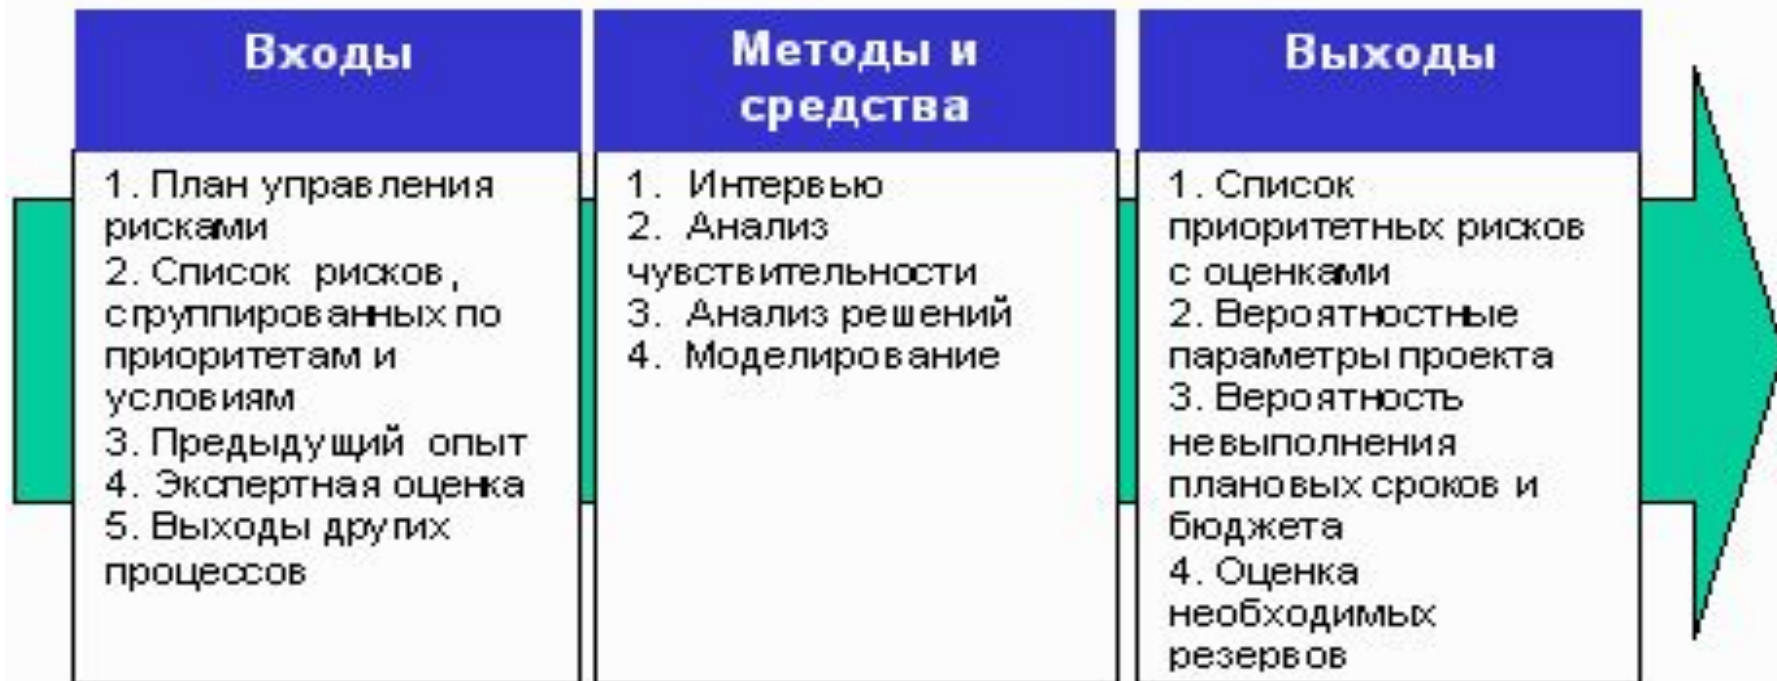 Входы
1. План управления
рисками
2. Список рисков,
сгруппированных по
приоритетам и
условиям
3. Предыдущий опыт
4. Экспертная оценка
5. Выходы других
процессов
Методы и
средства
1. Интервью
2. Анализ
чувствительности
3. Анализ решений
4. Моделирование
Выходы
1. Список
приоритетных рисков
с оценками
2. Вероятностные
параметры проекта
3. Вероятность
невыполнения
плановых сроков и
бюджета
4. Оценка
необходимых
резервов